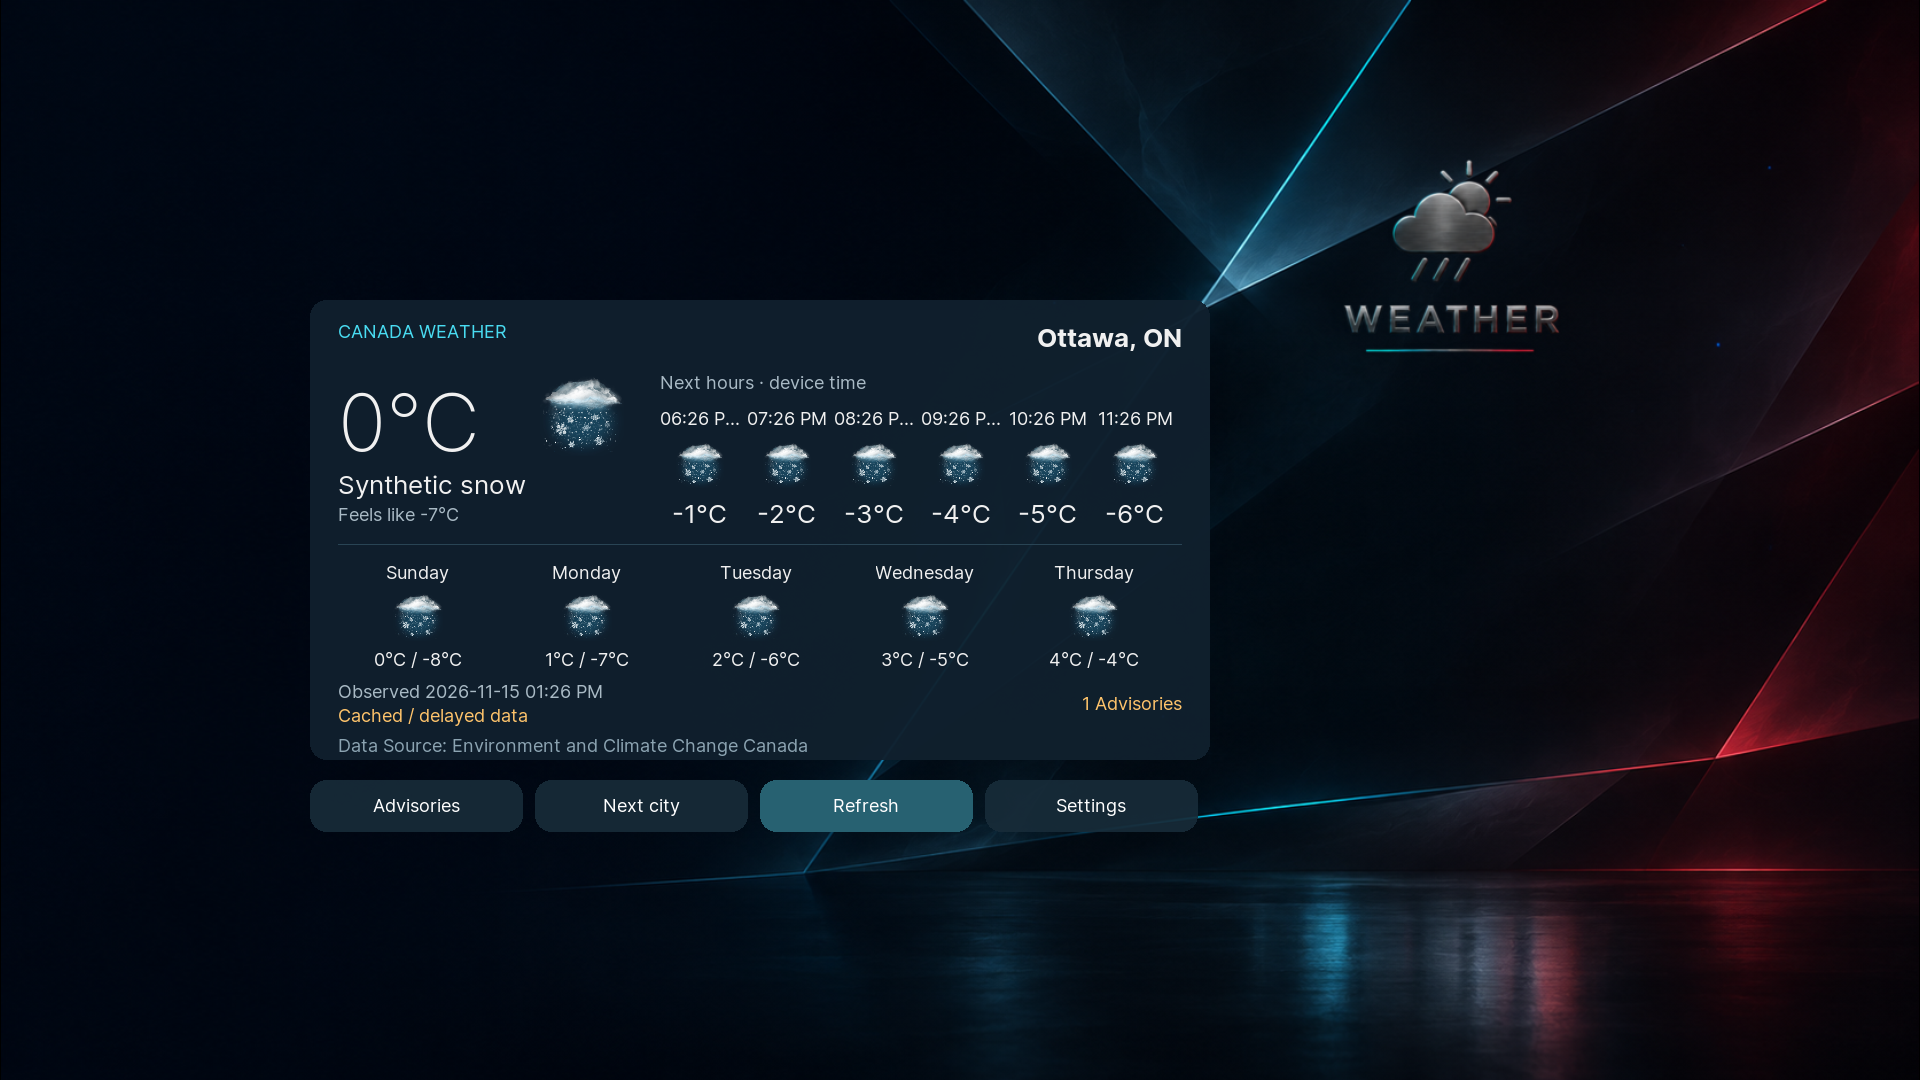 WEATHER
CANADA WEATHER
Ottawa, ON
0°C
Synthetic snow
Feels like -7°C
Next hours · device time
06:26 P... 07:26 PM 08:26 P... 09:26 P... 10:26 PM 11:26 PM
-1°C -2°C -3°C -4°C -5°C -6°C
Sunday Monday Tuesday Wednesday Thursday
0°C / -8°C 1°C / -7°C 2°C / -6°C 3°C / -5°C 4°C / -4°C
Observed 2026-11-15 01:26 PM
Cached / delayed data
1 Advisories
Data Source: Environment and Climate Change Canada
Advisories Next city Refresh Settings